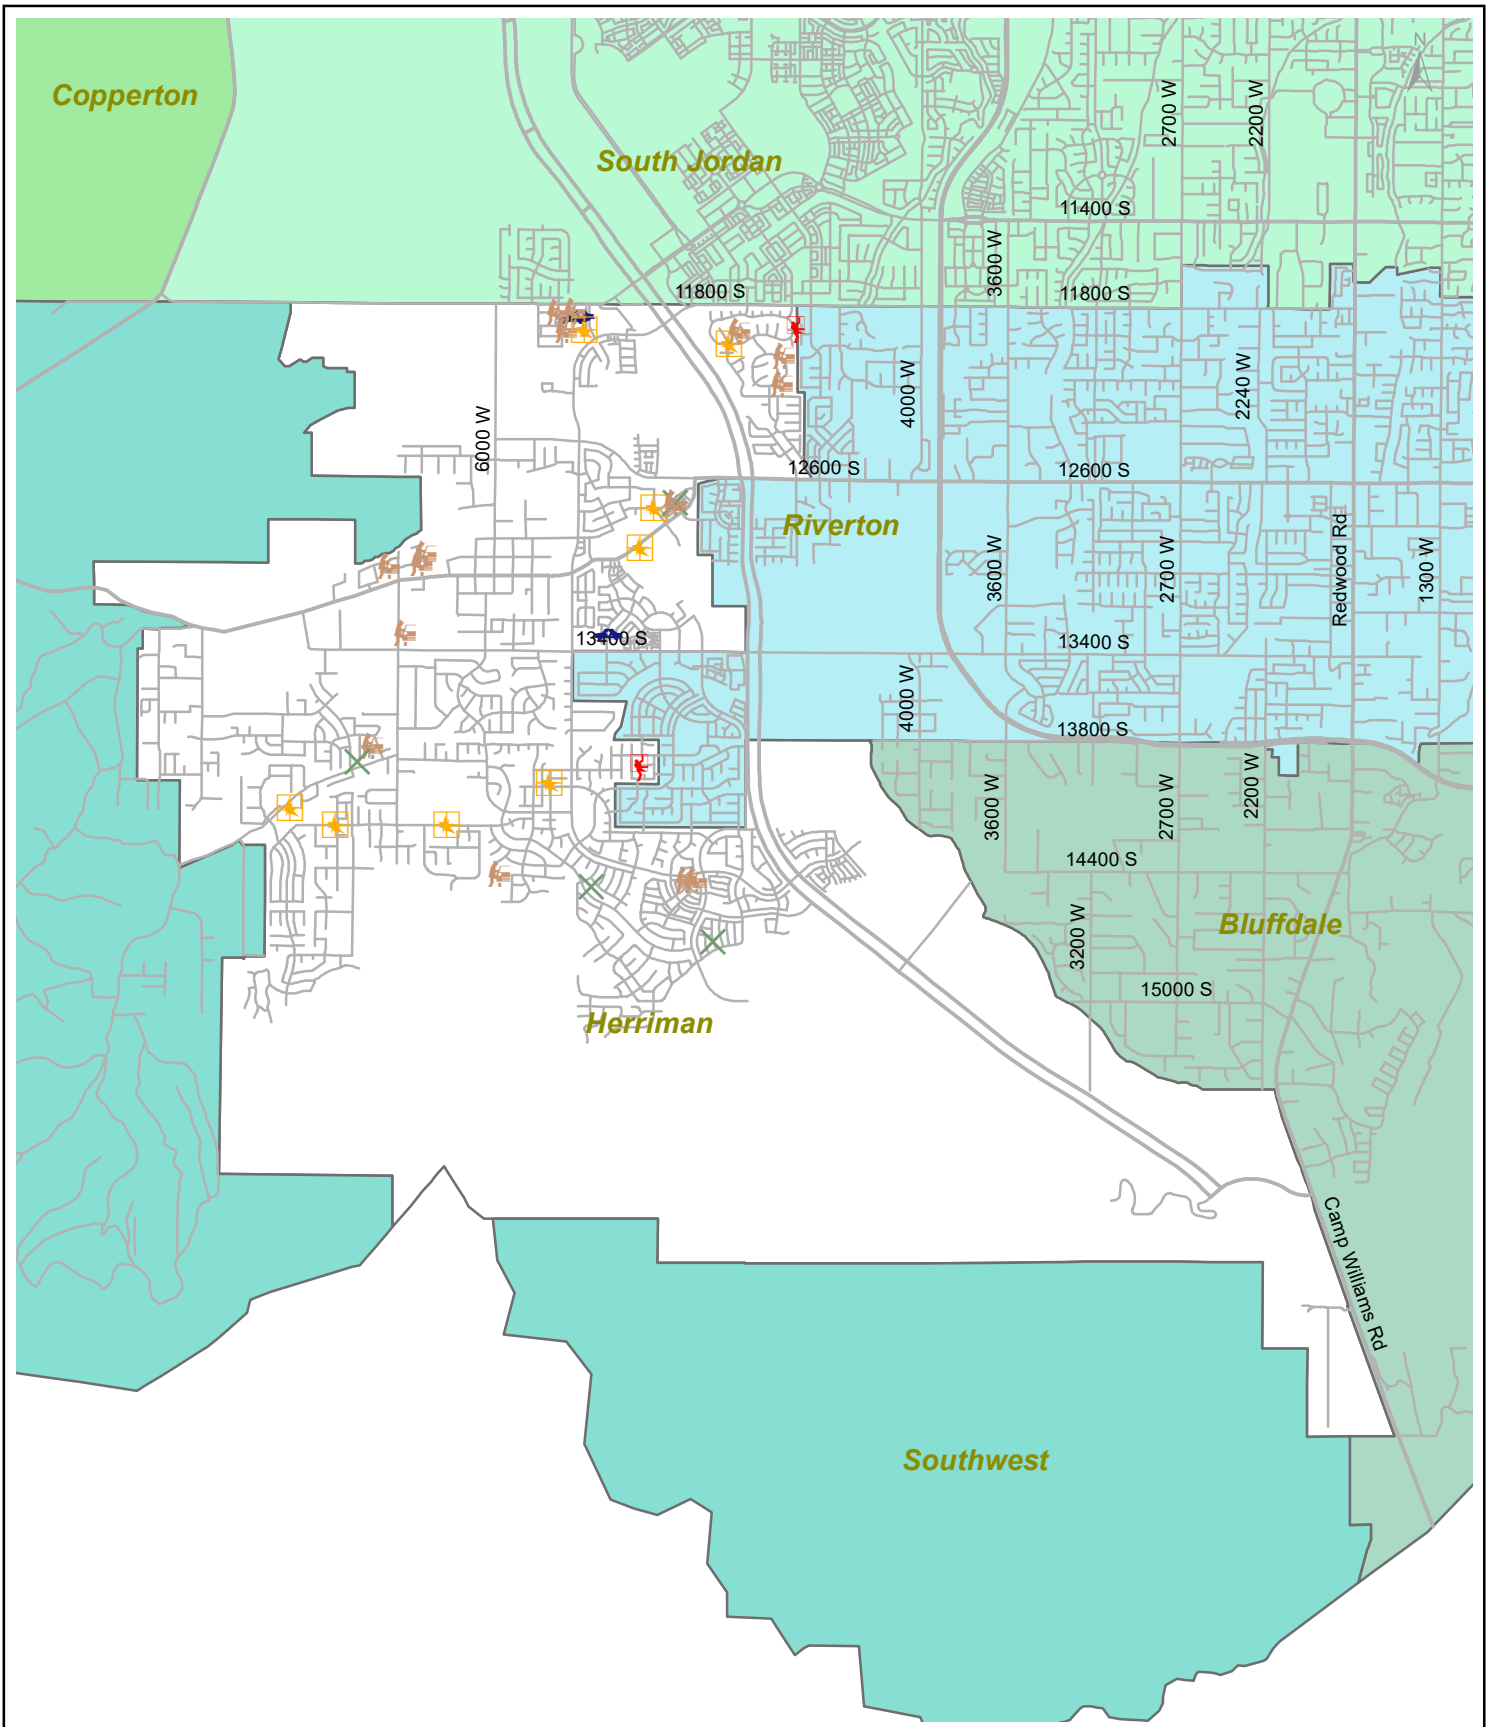 N
Copperton
2700 W
2200 W
South Jordan
11400 S
3600 W
11800 S
11800 S
4000 W
2240 W
6000 W
12600 S
12600 S
Riverton
3600 W
2700 W
Redwood Rd
1300 W
13400 S
13400 S
4000 W
13800 S
3600 W
2700 W
2200 W
14400 S
3200 W
Bluffdale
15000 S
Herriman
Camp Williams Rd
Southwest